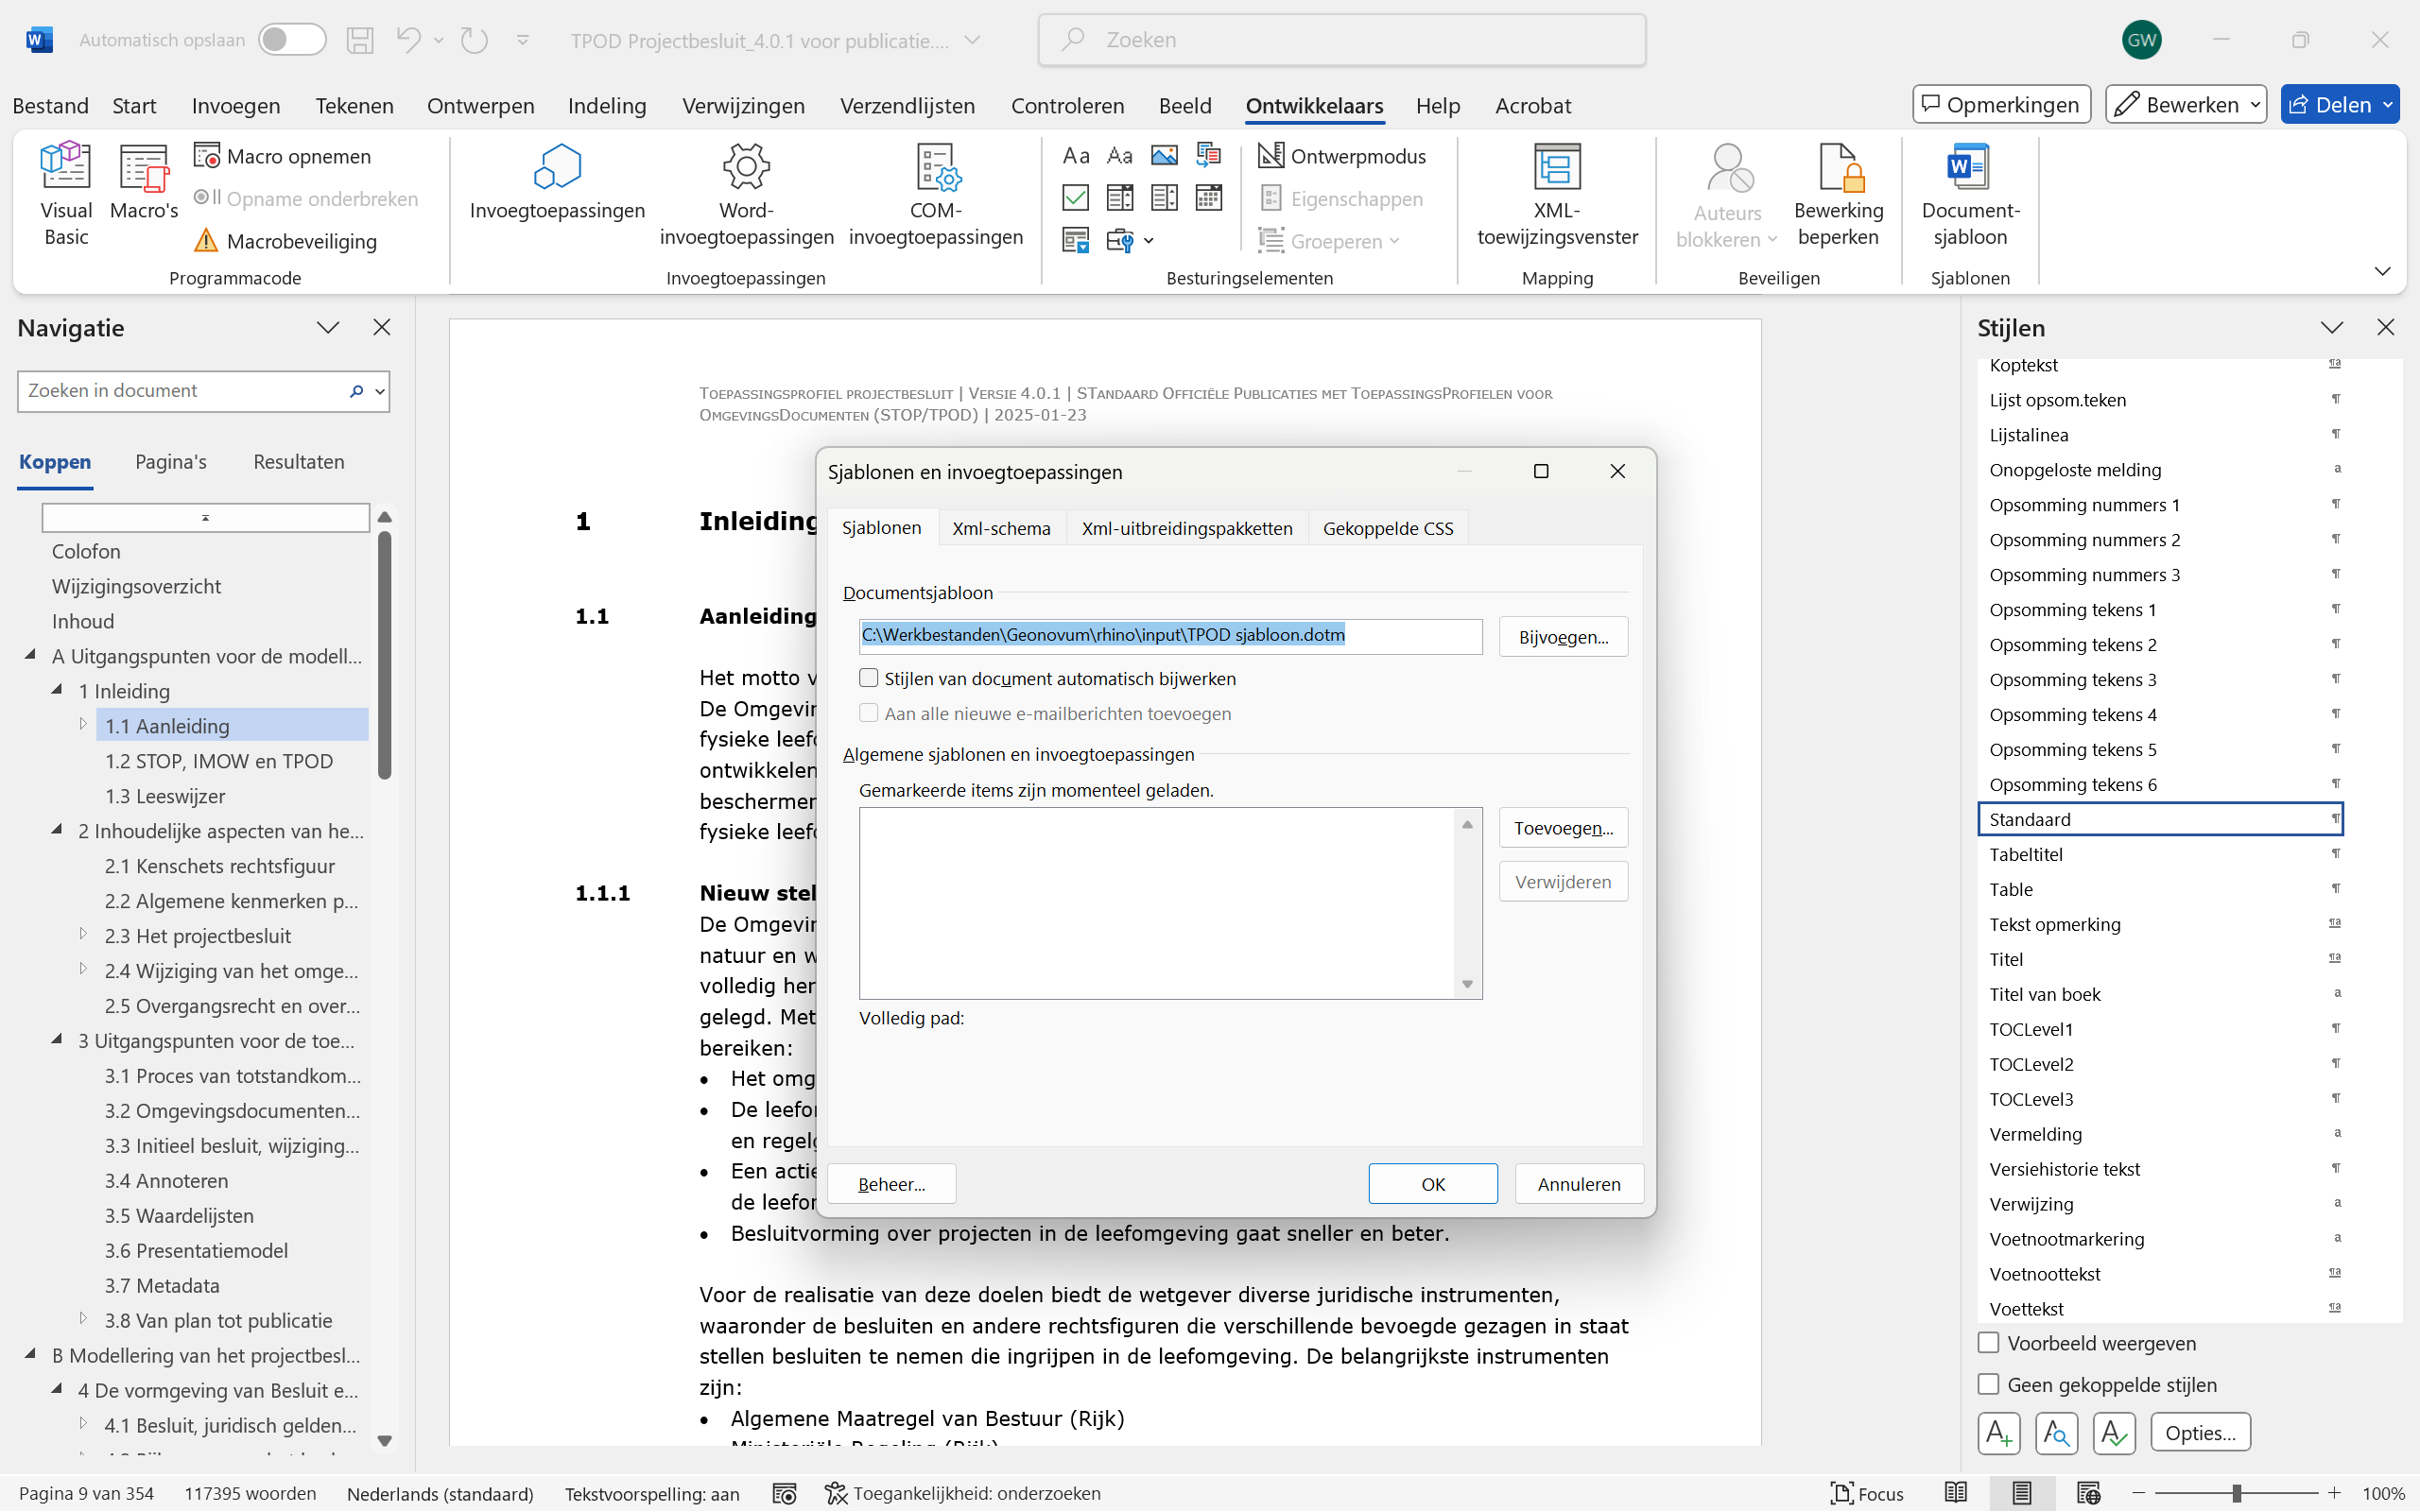 Automatisch opslaan
TPOD Projectbesluit_4.0.1 voor publicatie....
Zoeken
GW
Bestand Start Invoegen Tekenen Ontwerpen Indeling Verwijzingen Verzendlijsten Controleren Beeld Ontwikkelaars Help Acrobat
Opmerkingen
Bewerken
Delen
Visual Basic
Macro's
Macro opnemen
Opname onderbreken
Macrobeveiliging
Programmacode
Invoegtoepassingen
Word-invoegtoepassingen
COM-invoegtoepassingen
Invoegtoepassingen
Aa Aa
Ontwerpmodus
Eigenschappen
Groeperen
Besturingselementen
XML-toewijzingsvenster
Mapping
Auteurs blokkeren
Bewerking beperken
Beveiligen
Document-sjabloon
Sjablonen
Navigatie
Zoeken in document
Koppen Pagina's Resultaten
Colofon
Wijzigingsoverzicht
Inhoud
A Uitgangspunten voor de modell...
1 Inleiding
1.1 Aanleiding
1.2 STOP, IMOW en TPOD
1.3 Leeswijzer
2 Inhoudelijke aspecten van he...
2.1 Kenschets rechtsfiguur
2.2 Algemene kenmerken p...
2.3 Het projectbesluit
2.4 Wijziging van het omge...
2.5 Overgangsrecht en over...
3 Uitgangspunten voor de toe...
3.1 Proces van totstandkom...
3.2 Omgevingsdocumenten...
3.3 Initieel besluit, wijziging...
3.4 Annoteren
3.5 Waardelijsten
3.6 Presentatiemodel
3.7 Metadata
3.8 Van plan tot publicatie
B Modellering van het projectbesl...
4 De vormgeving van Besluit e...
4.1 Besluit, juridisch gelden...
Toepassingsprofiel projectbesluit | Versie 4.0.1 | STandaard Officiële Publicaties met ToepassingsProfielen voor
OmgevingsDocumenten (STOP/TPOD) | 2025-01-23
1 Inleiding
1.1 Aanleiding
Het motto v
De Omgevin
fysieke leefo
ontwikkelen
beschermen
fysieke leefo
1.1.1 Nieuw stel
De Omgevin
natuur en w
volledig her
gelegd. Met
bereiken:
• Het omg
• De leefor
en regelg
• Een actie
de leefor
• Besluitvorming over projecten in de leefomgeving gaat sneller en beter.
Voor de realisatie van deze doelen biedt de wetgever diverse juridische instrumenten,
waaronder de besluiten en andere rechtsfiguren die verschillende bevoegde gezagen in staat
stellen besluiten te nemen die ingrijpen in de leefomgeving. De belangrijkste instrumenten
zijn:
• Algemene Maatregel van Bestuur (Rijk)
Sjablonen en invoegtoepassingen
Sjablonen Xml-schema Xml-uitbreidingspakketten Gekoppelde CSS
Documentsjabloon
C:\Werkbestanden\Geonovum\rhino\input\TPOD sjabloon.dotm
Bijvoegen...
Stijlen van document automatisch bijwerken
Aan alle nieuwe e-mailberichten toevoegen
Algemene sjablonen en invoegtoepassingen
Gemarkeerde items zijn momenteel geladen.
Toevoegen...
Verwijderen
Volledig pad:
Beheer...
OK
Annuleren
Stijlen
Koptekst
Lijst opsom.teken
Lijstalinea
Onopgeloste melding
Opsomming nummers 1
Opsomming nummers 2
Opsomming nummers 3
Opsomming tekens 1
Opsomming tekens 2
Opsomming tekens 3
Opsomming tekens 4
Opsomming tekens 5
Opsomming tekens 6
Standaard
Tabeltitel
Table
Tekst opmerking
Titel
Titel van boek
TOCLevel1
TOCLevel2
TOCLevel3
Vermelding
Versiehistorie tekst
Verwijzing
Voetnootmarkering
Voetnoottekst
Voettekst
Voorbeeld weergeven
Geen gekoppelde stijlen
Opties...
Pagina 9 van 354
117395 woorden
Nederlands (standaard)
Tekstvoorspelling: aan
Toegankelijkheid: onderzoeken
Focus
100%